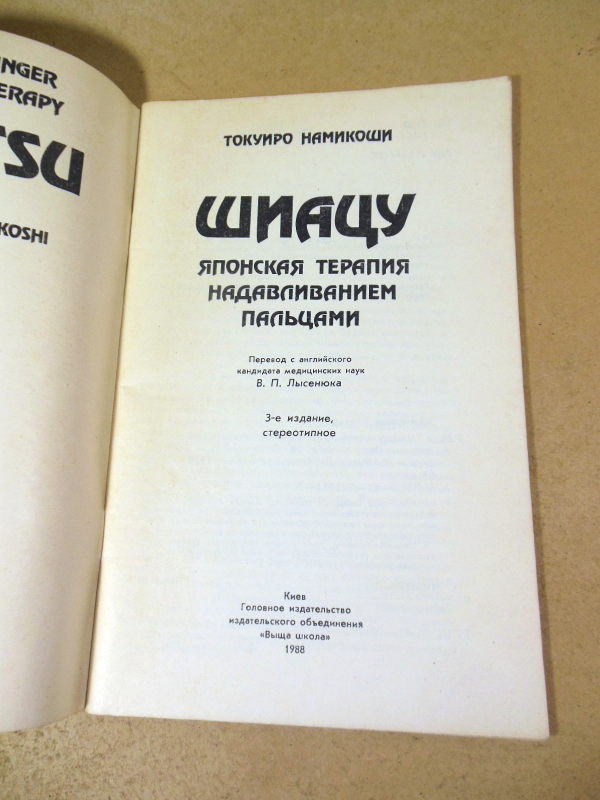 NGER
ERAPY
TSU
KOSHI
ТОКУИРО НАМИКОШИ
ШИАЦУ
ЯПОНСКАЯ ТЕРАПИЯ
НАДАВЛИВАНИЕМ
ПАЛЬЦАМИ
Перевод с английского
кандидата медицинских наук
В. П. Лысенюка
3-е издание,
стереотипное
Киев
Головное издательство
издательского объединения
«Выща школа»
1988